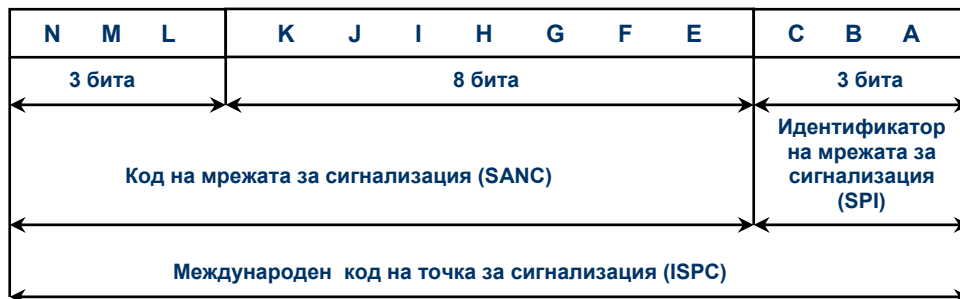 N M L K J I H G F E C B A
3 бита 8 бита 3 бита
Код на мрежата за сигнализация (SANC)
Идентификатор
на мрежата за
сигнализация
(SPI)
Международен код на точка за сигнализация (ISPC)